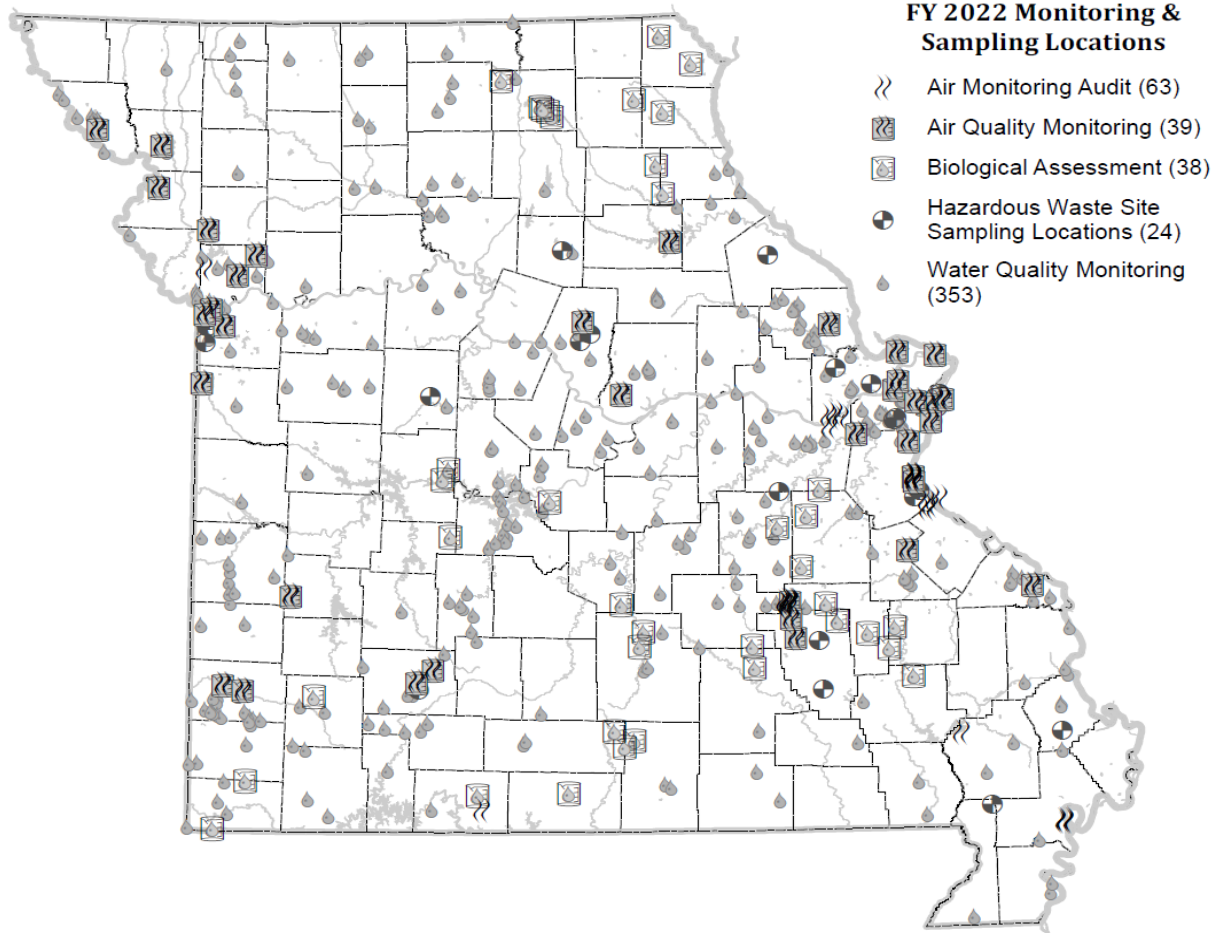 FY 2022 Monitoring &
Sampling Locations
Air Monitoring Audit (63)
Air Quality Monitoring (39)
Biological Assessment (38)
Hazardous Waste Site
Sampling Locations (24)
Water Quality Monitoring
(353)